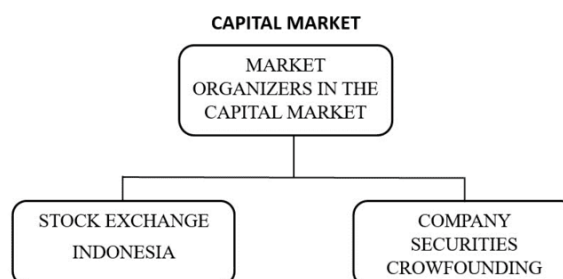 CAPITAL MARKET
MARKET
ORGANIZERS IN THE
CAPITAL MARKET
STOCK EXCHANGE
INDONESIA
COMPANY
SECURITIES
CROWFOUNDING